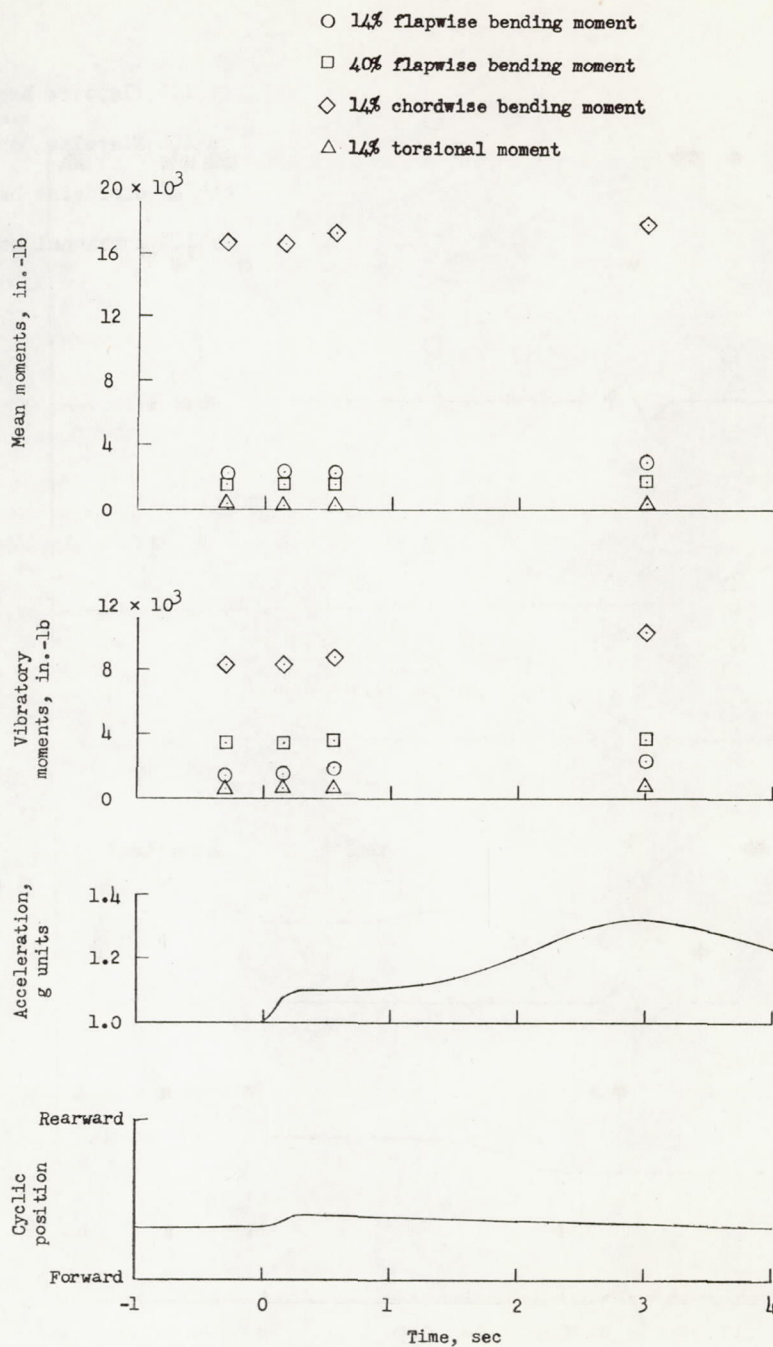 14% flapwise bending moment
40% flapwise bending moment
14% chordwise bending moment
14% torsional moment
20 × 10³
16
12
8
4
0
Mean moments, in.-lb
12 × 10³
8
4
0
Vibratory
moments, in.-lb
1.4
1.2
1.0
Acceleration,
g units
Rearward
Forward
Cyclic
position
-1 0 1 2 3 4
Time, sec